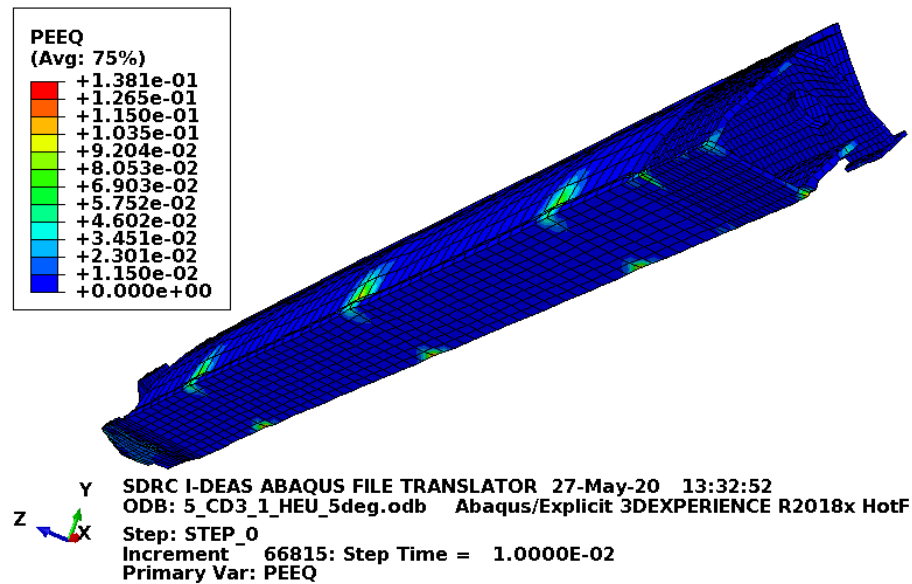 PEEQ
(Avg: 75%)
+1.381e-01
+1.265e-01
+1.150e-01
+1.035e-01
+9.204e-02
+8.053e-02
+6.903e-02
+5.752e-02
+4.602e-02
+3.451e-02
+2.301e-02
+1.150e-02
+0.000e+00
Y
Z
X
SDRC I-DEAS ABAQUS FILE TRANSLATOR 27-May-20 13:32:52
ODB: 5_CD3_1_HEU_5deg.odb Abaqus/Explicit 3DEXPERIENCE R2018x HotF
Step: STEP_0
Increment 66815: Step Time = 1.0000E-02
Primary Var: PEEQ